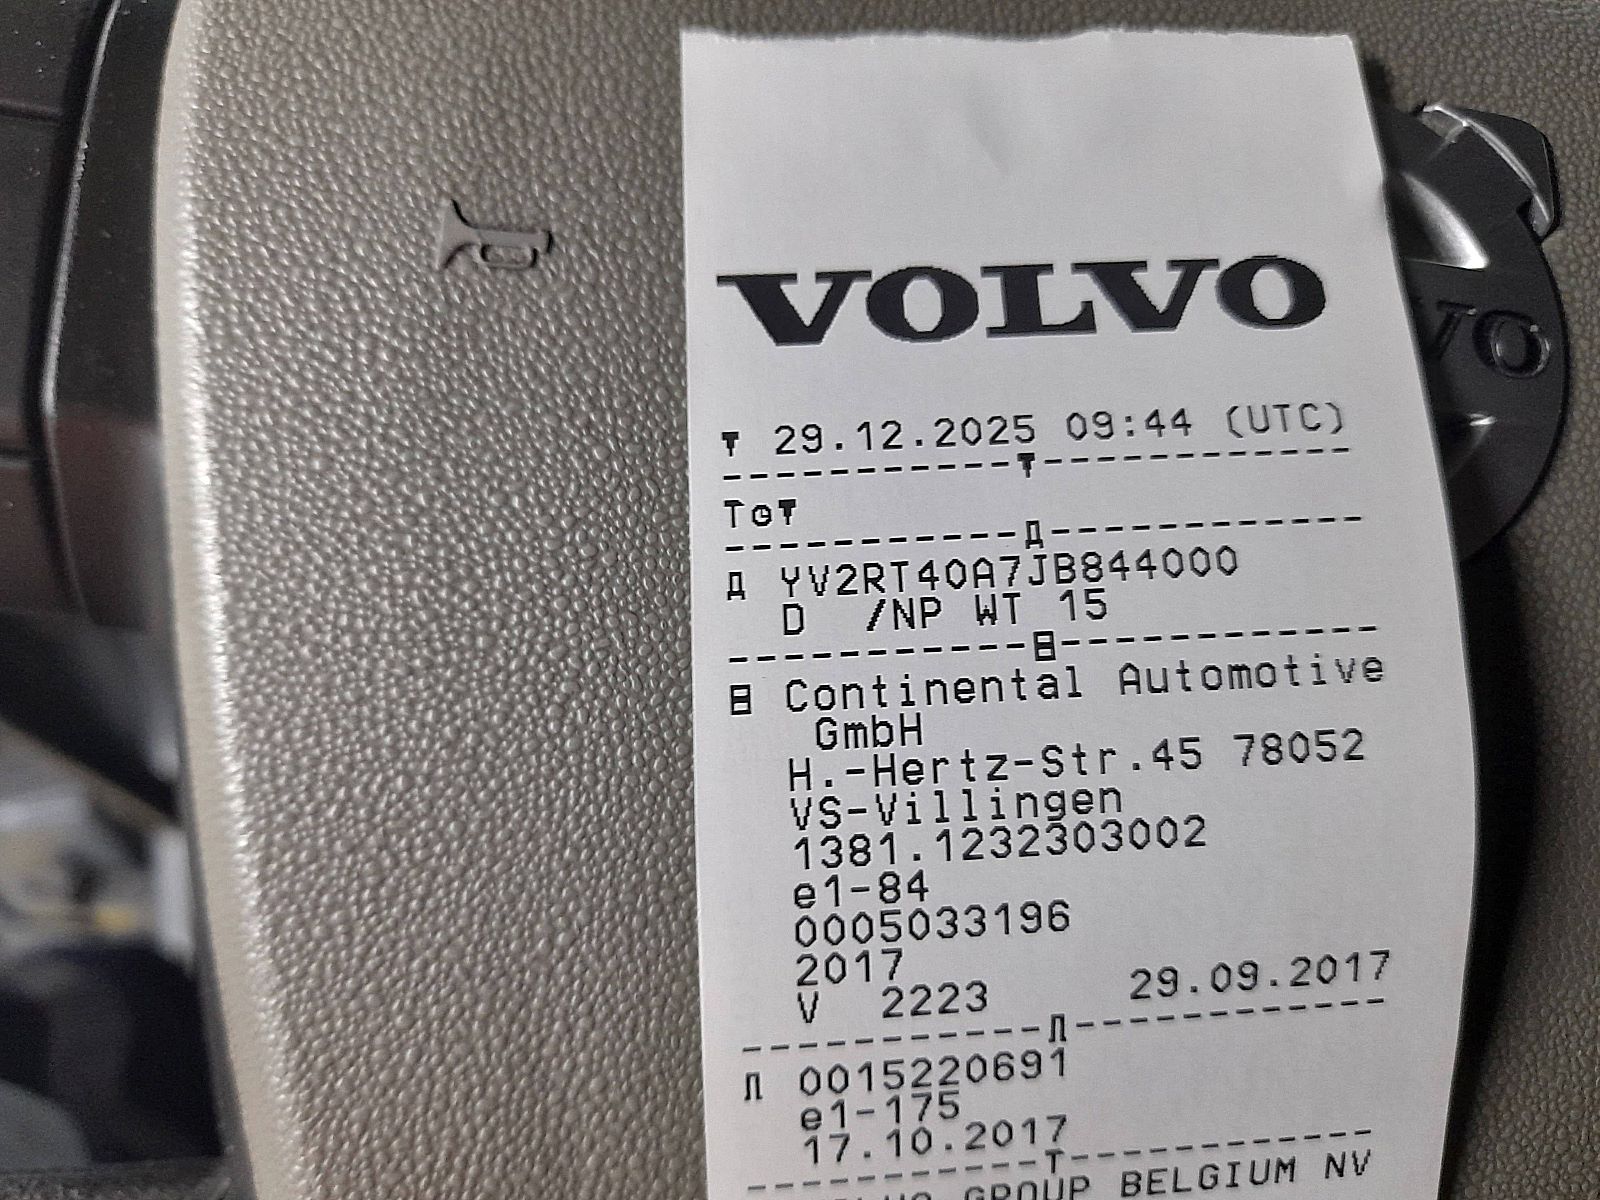 VOLVO
29.12.2025 09:44 (UTC)
T
YV2RT40A7JB844000
D /NP WT 15
Continental Automotive
GmbH
H.-Hertz-Str.45 78052
VS-Villingen
1381.1232303002
e1-84
0005033196
2017
V 2223 29.09.2017
0015220691
e1-175
17.10.2017
T
GROUP BELGIUM NV
VO